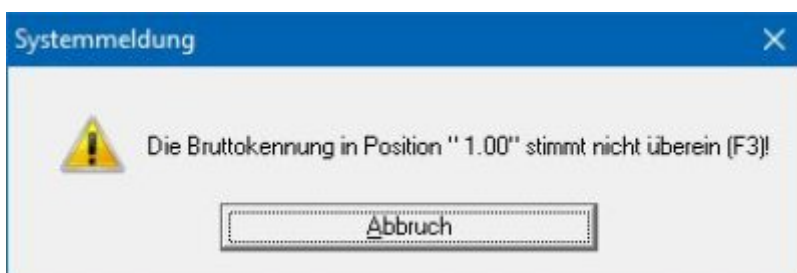 Systemmeldung
Die Bruttokennung in Position " 1.00" stimmt nicht überein (F3)!
Abbruch